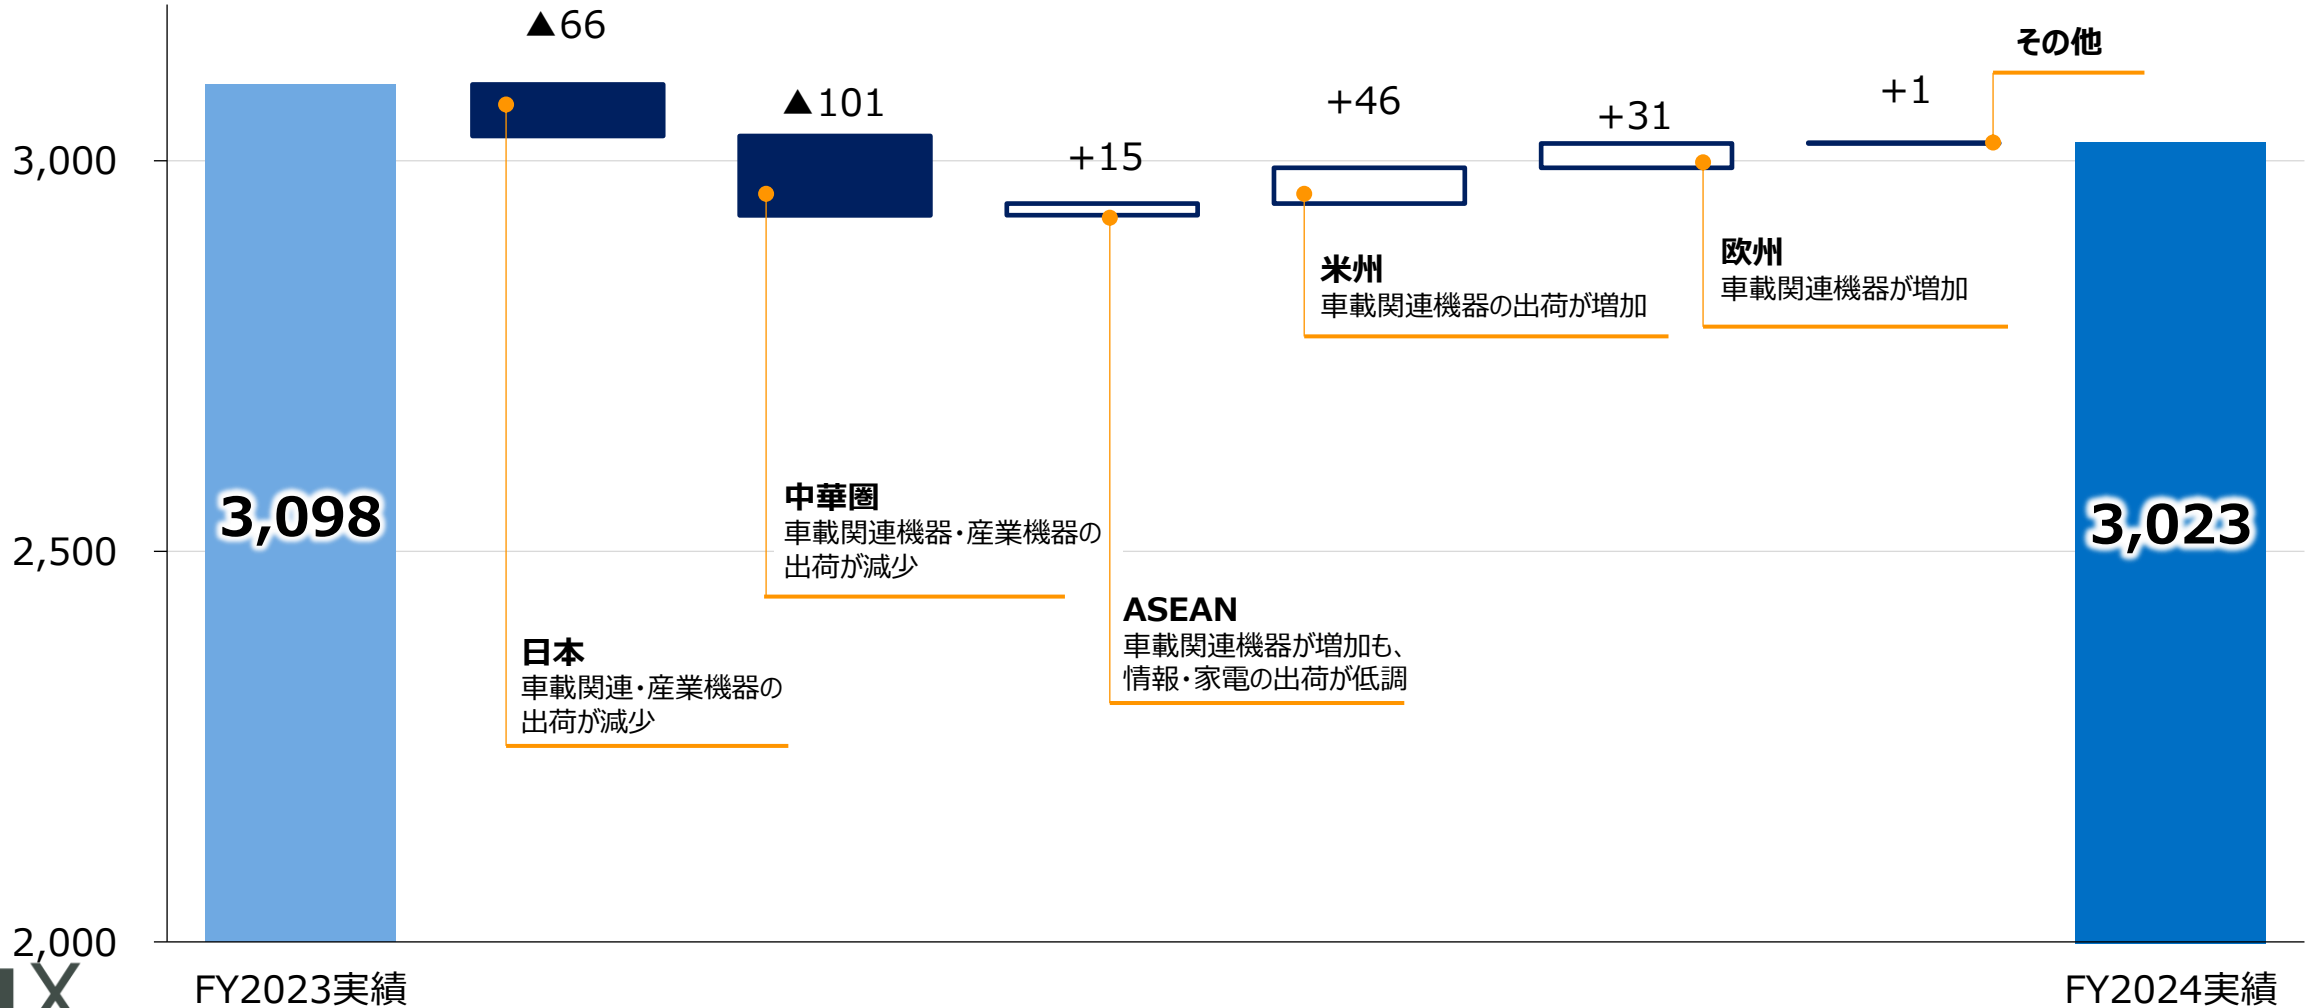 ▲66
▲101
+15
+46
+31
+1
その他
3,000
2,500
2,000
3,098
3,023
日本
車載関連・産業機器の
出荷が減少
中華圏
車載関連機器・産業機器の
出荷が減少
ASEAN
車載関連機器が増加も、
情報・家電の出荷が低調
米州
車載関連機器の出荷が増加
欧州
車載関連機器が増加
FY2023実績
FY2024実績